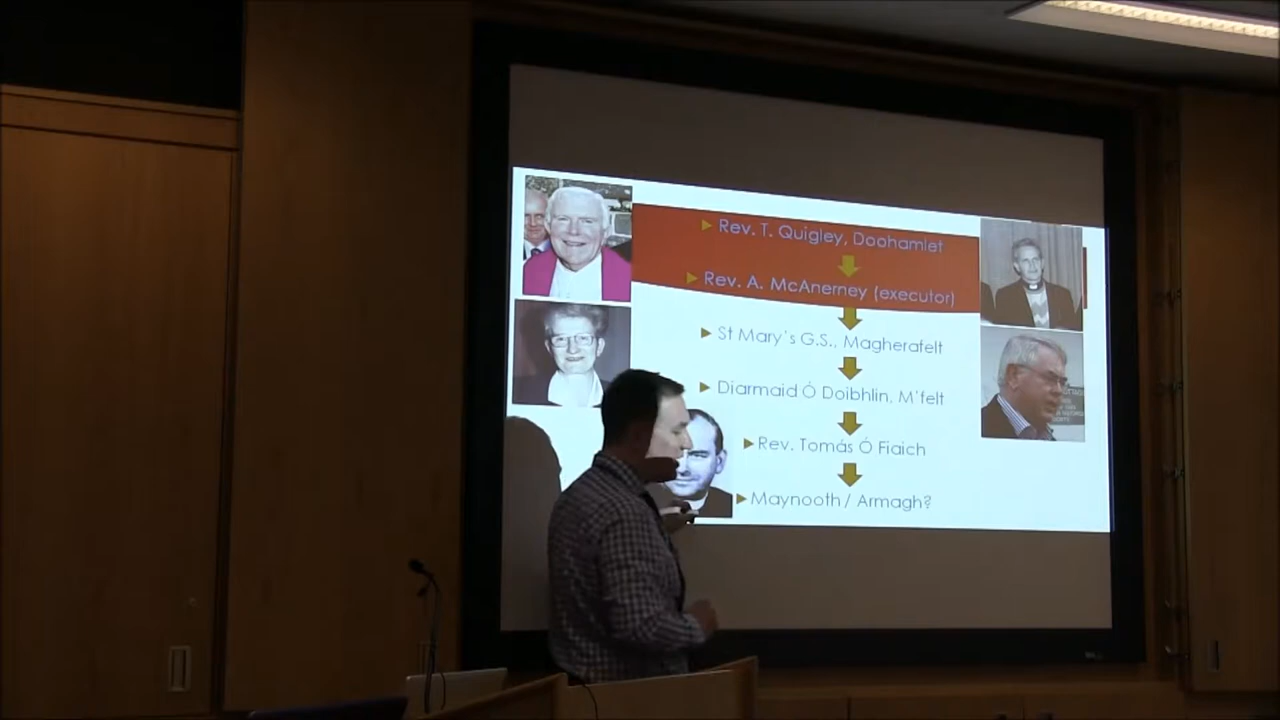 Rev. T. Quigley, Doohamlet
Rev. A. McAnerney (executor)
St Mary's G.S., Magherafelt
Diarmaid Ó Doibhlin, M'felt
Rev. Tomás Ó Fiaich
Maynooth / Armagh?